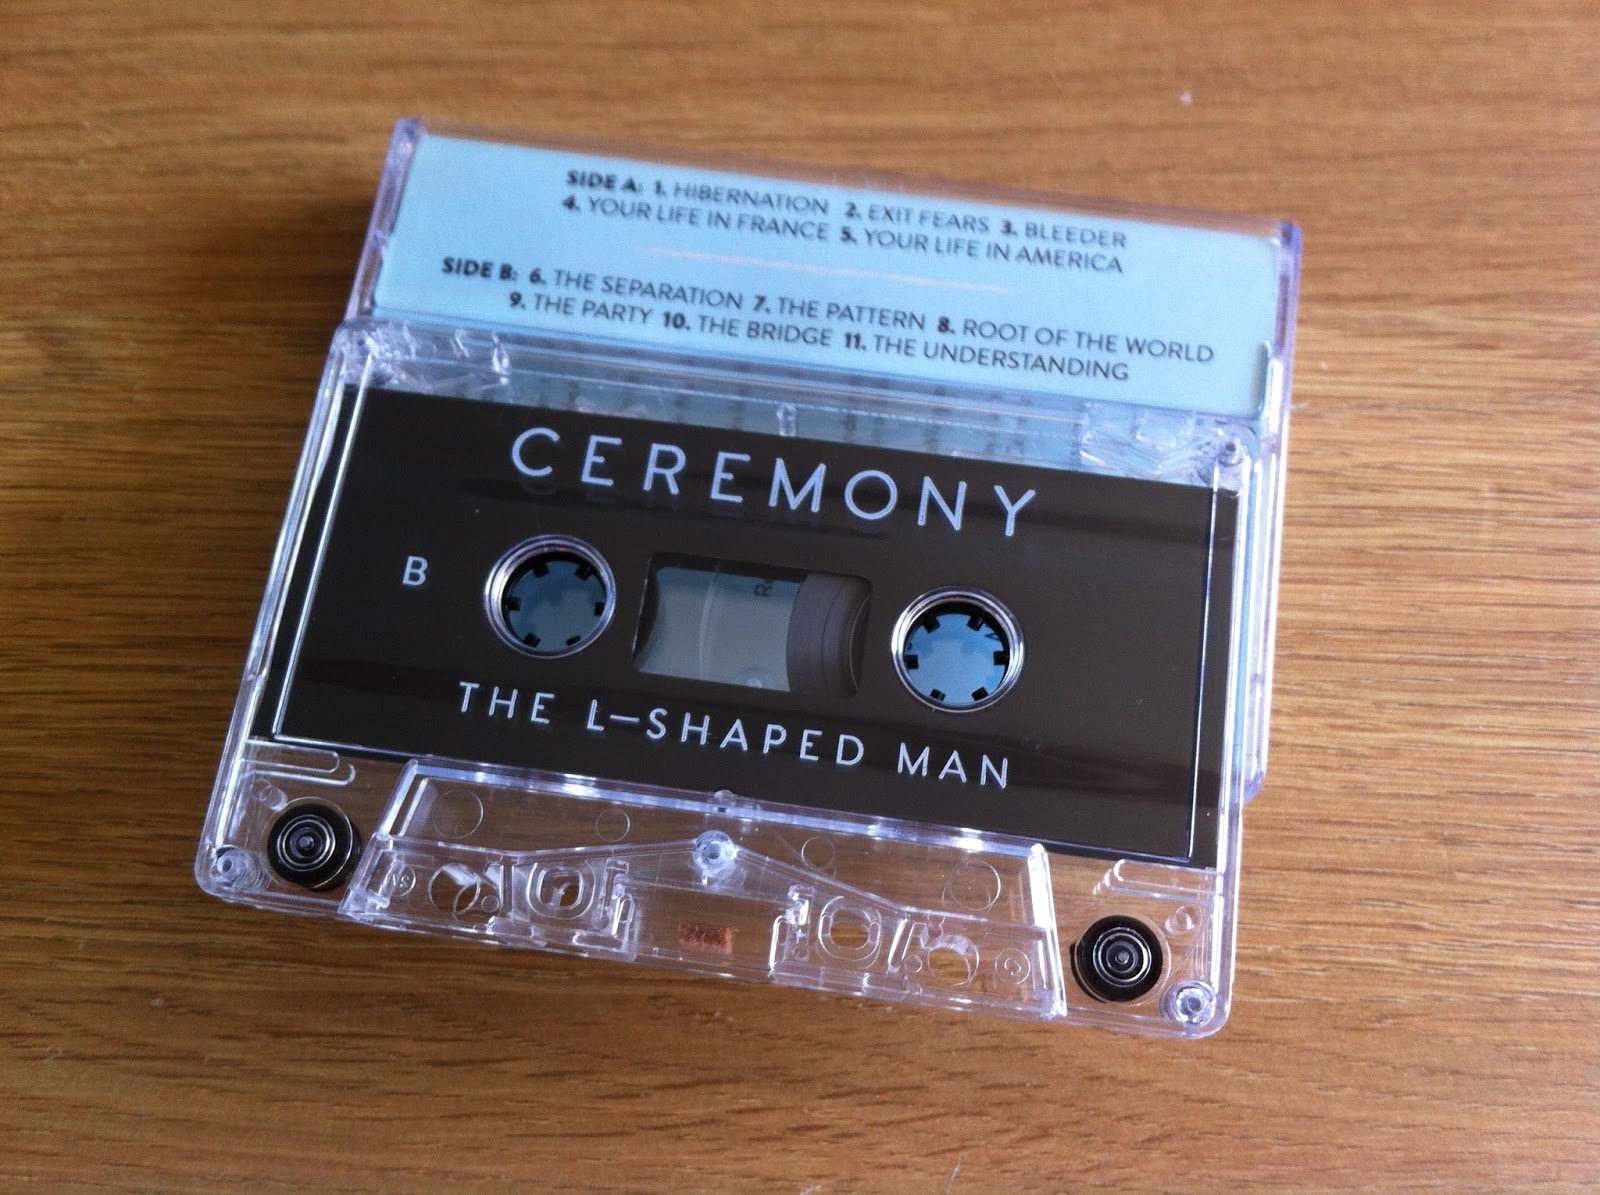 SIDE A: 1. HIBERNATION 2. EXIT FEARS 3. BLEEDER
4. YOUR LIFE IN FRANCE 5. YOUR LIFE IN AMERICA
SIDE B: 6. THE SEPARATION 7. THE PATTERN 8. ROOT OF THE WORLD
9. THE PARTY 10. THE BRIDGE 11. THE UNDERSTANDING
CEREMONY
B
THE L–SHAPED MAN